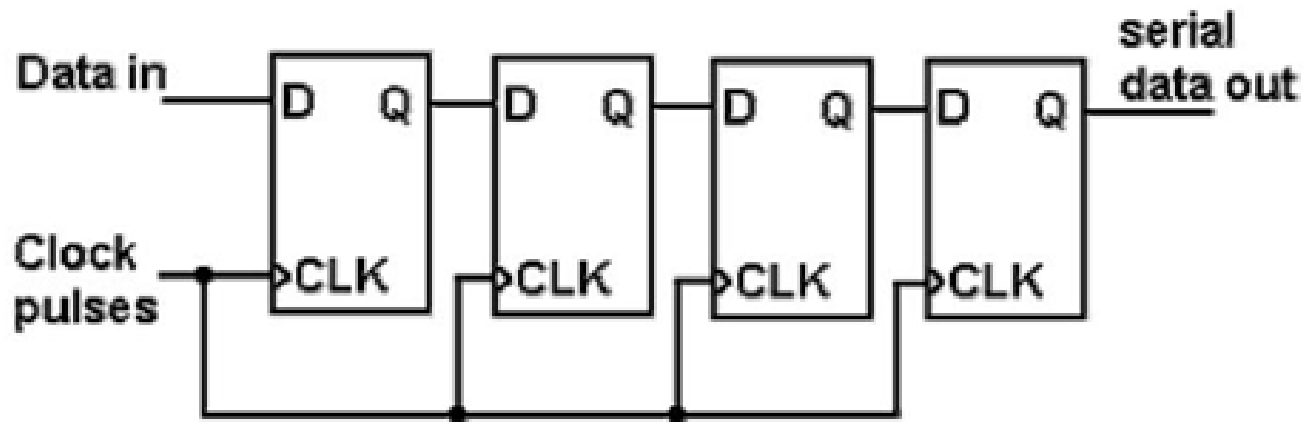 serial
data out
Data in
D Q
D Q
D Q
D Q
Clock
pulses
CLK
CLK
CLK
CLK